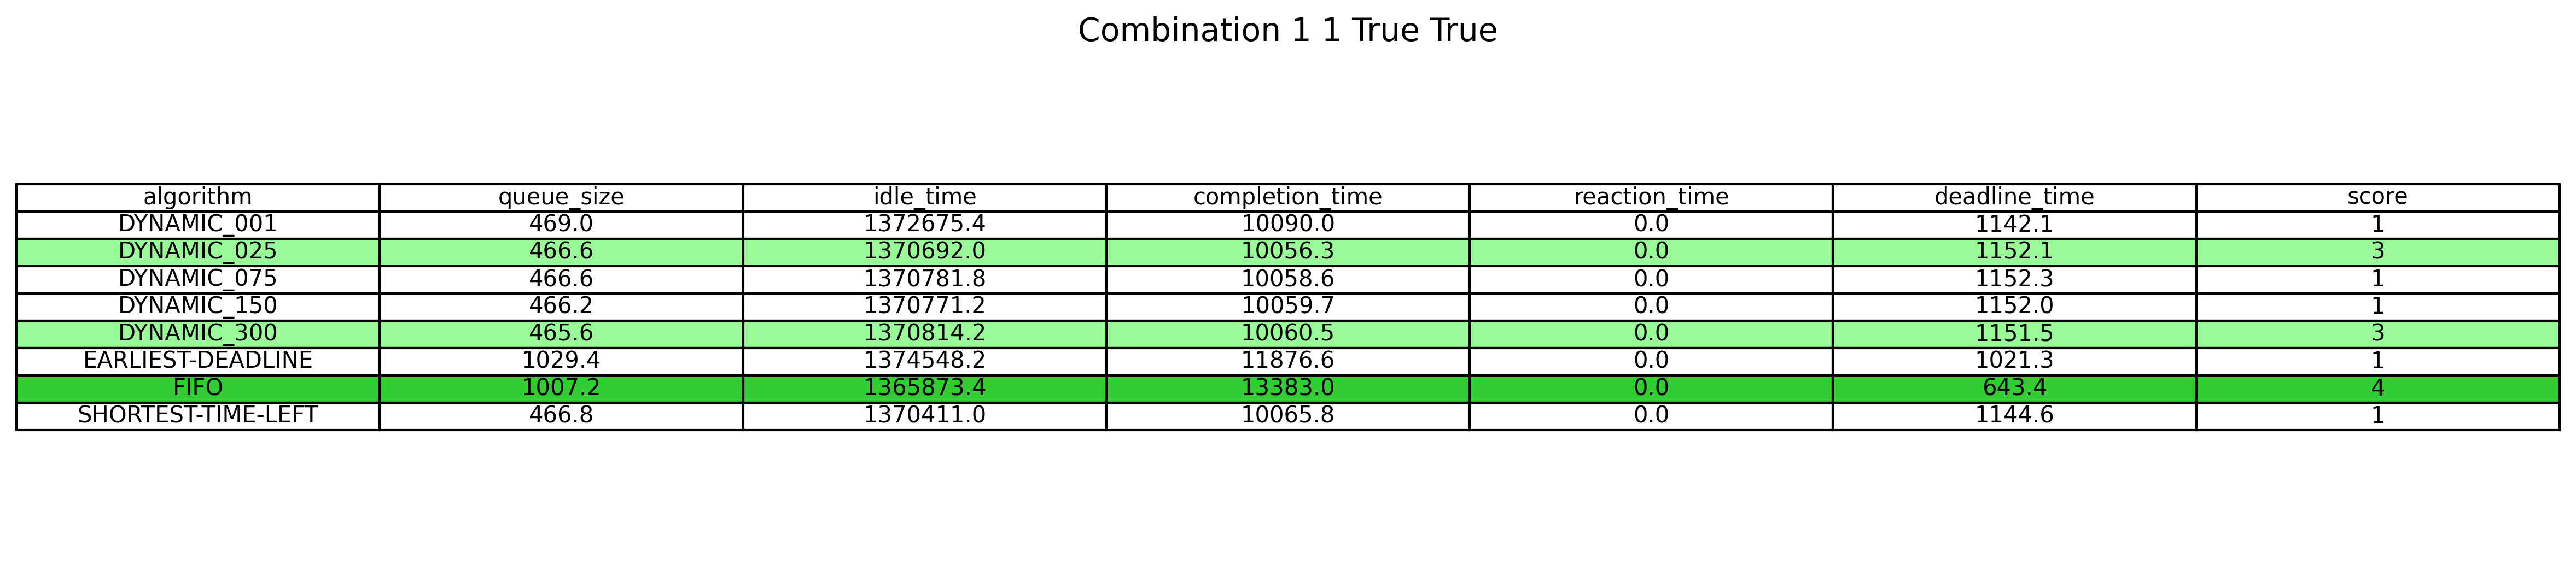 Combination 1 1 True True
algorithm queue_size idle_time completion_time reaction_time deadline_time score
DYNAMIC_001 469.0 1372675.4 10090.0 0.0 1142.1 1
DYNAMIC_025 466.6 1370692.0 10056.3 0.0 1152.1 3
DYNAMIC_075 466.6 1370781.8 10058.6 0.0 1152.3 1
DYNAMIC_150 466.2 1370771.2 10059.7 0.0 1152.0 1
DYNAMIC_300 465.6 1370814.2 10060.5 0.0 1151.5 3
EARLIEST-DEADLINE 1029.4 1374548.2 11876.6 0.0 1021.3 1
FIFO 1007.2 1365873.4 13383.0 0.0 643.4 4
SHORTEST-TIME-LEFT 466.8 1370411.0 10065.8 0.0 1144.6 1